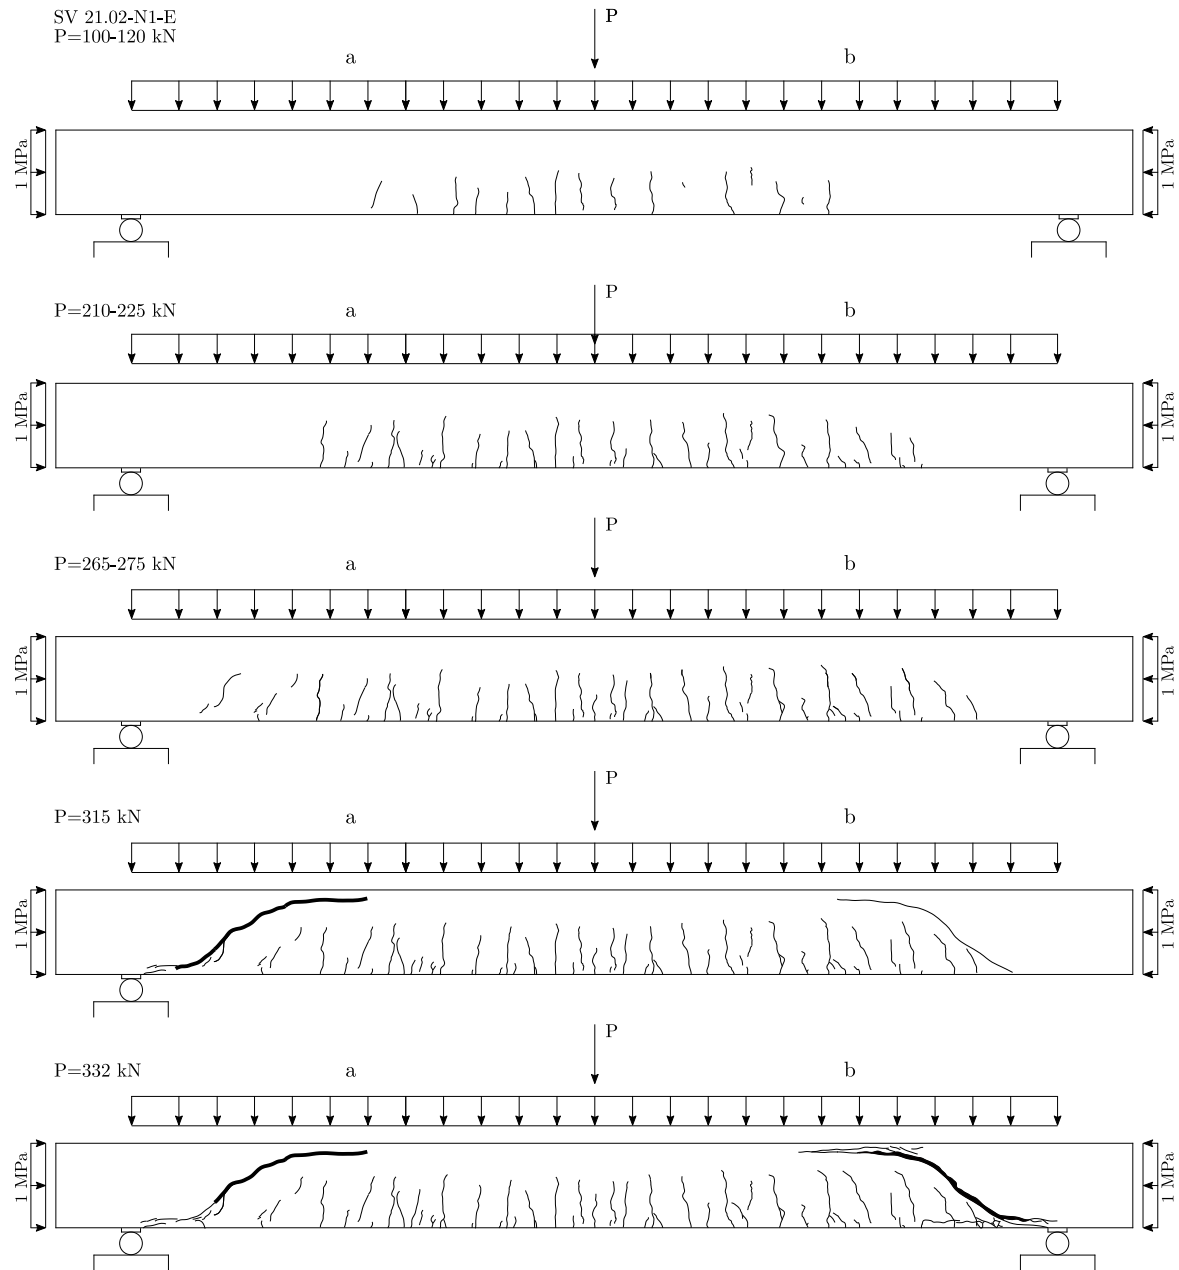 SV 21.02-N1-E
P=100-120 kN
P
a
b
1 MPa
1 MPa
P=210-225 kN
P
a
b
1 MPa
1 MPa
P=265-275 kN
P
a
b
1 MPa
1 MPa
P=315 kN
P
a
b
1 MPa
1 MPa
P=332 kN
P
a
b
1 MPa
1 MPa